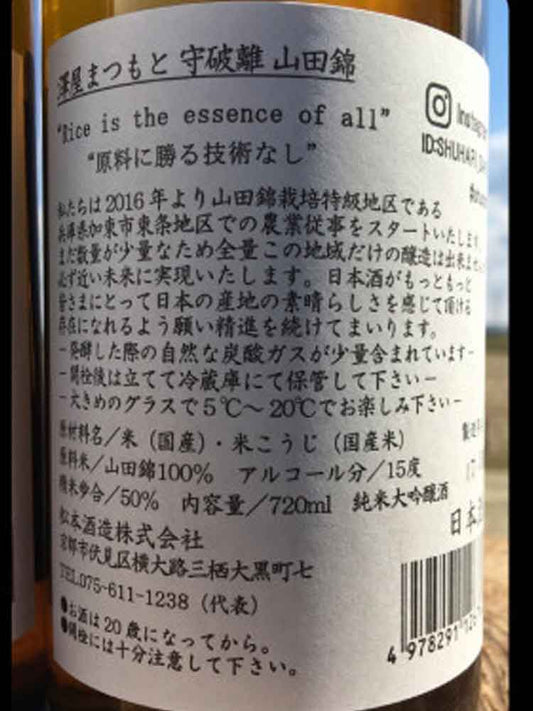 澤屋まつもと 守破離 山田錦
“Rice is the essence of all”
“原料に勝る技術なし”
私たちは2016年より山田錦栽培特級地区である
兵庫県加東市東条地区での農業従事をスタートいたします。
まだ数量が少量なため全量この地域だけの醸造は出来ません
必ず近い未来に実現いたします。日本酒がもっともっと
皆さまにとって日本の産地の素晴らしさを感じて頂ける
存在になれるよう願い精進を続けてまいります。
－発酵した際の自然な炭酸ガスが少量含まれています－
－開栓後は立てて冷蔵庫にて保管して下さい－
－大きめのグラスで5℃～20℃でお楽しみ下さい－
原材料名／米（国産）・米こうじ（国産米）
原料米／山田錦100% アルコール分／15度
精米歩合／50% 内容量／720ml 純米大吟醸酒
松本酒造株式会社
京都市伏見区横大路三栖大黒町七
TEL075-611-1238（代表）
●お酒は20歳になってから。
●開栓には十分注意して下さい。
ID:SHUHARI
製造年
17
日本酒
4 978291